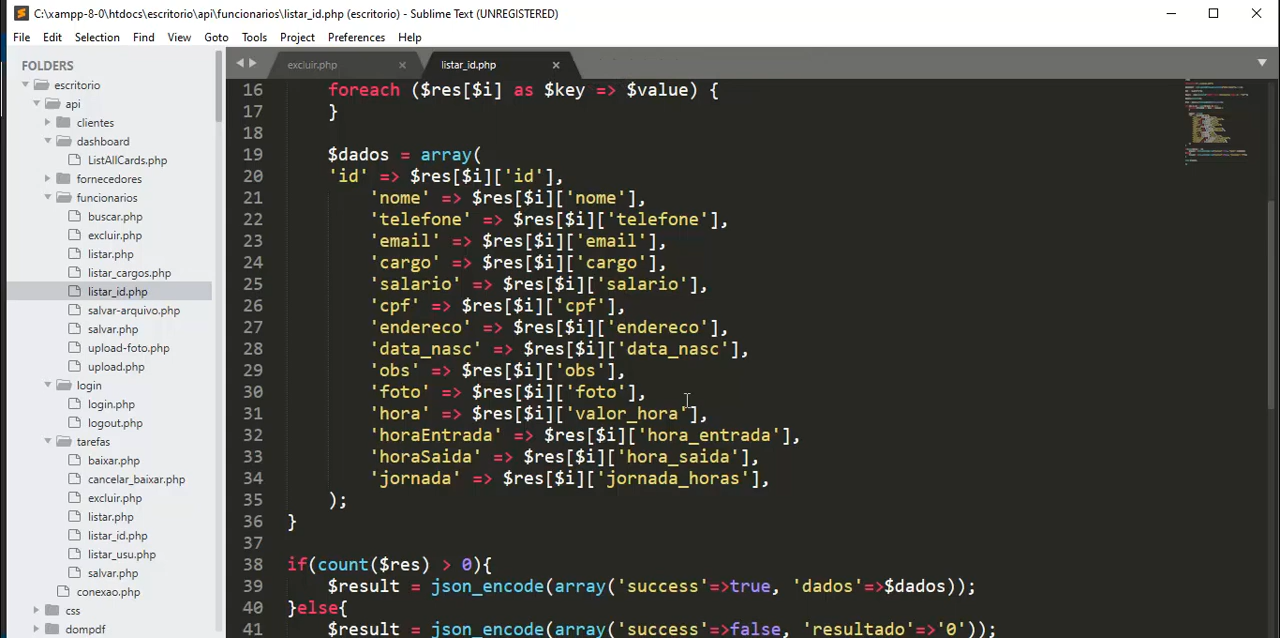 C:\xampp-8-0\htdocs\escritorio\api\funcionarios\listar_id.php (escritorio) - Sublime Text (UNREGISTERED)
File Edit Selection Find View Goto Tools Project Preferences Help
FOLDERS
escritorio
api
clientes
dashboard
ListAllCards.php
fornecedores
funcionarios
buscar.php
excluir.php
listar.php
listar_cargos.php
listar_id.php
salvar-arquivo.php
salvar.php
upload-foto.php
upload.php
login
login.php
logout.php
tarefas
baixar.php
cancelar_baixar.php
excluir.php
listar.php
listar_id.php
listar_usu.php
salvar.php
conexao.php
css
dompdf
excluir.php listar_id.php
16 foreach ($res[$i] as $key => $value) {
17 }
18
19 $dados = array(
20 'id' => $res[$i]['id'],
21 'nome' => $res[$i]['nome'],
22 'telefone' => $res[$i]['telefone'],
23 'email' => $res[$i]['email'],
24 'cargo' => $res[$i]['cargo'],
25 'salario' => $res[$i]['salario'],
26 'cpf' => $res[$i]['cpf'],
27 'endereco' => $res[$i]['endereco'],
28 'data_nasc' => $res[$i]['data_nasc'],
29 'obs' => $res[$i]['obs'],
30 'foto' => $res[$i]['foto'],
31 'hora' => $res[$i]['valor_hora'],
32 'horaEntrada' => $res[$i]['hora_entrada'],
33 'horaSaida' => $res[$i]['hora_saida'],
34 'jornada' => $res[$i]['jornada_horas'],
35 );
36 }
37
38 if(count($res) > 0){
39 $result = json_encode(array('success'=>true, 'dados'=>$dados));
40 }else{
41 $result = json_encode(array('success'=>false, 'resultado'=>'0'));